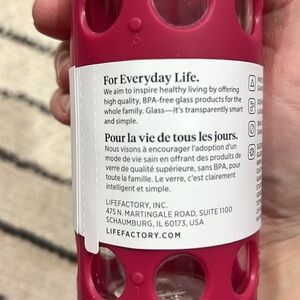 For Everyday Life.
We aim to inspire healthy living by offering
high quality, BPA-free glass products for the
whole family. Glass—it's transparently smart
and simple.
Pour la vie de tous les jours.
Nous visons à encourager l'adoption d'un
mode de vie sain en offrant des produits de
verre de qualité supérieure, sans BPA, pour
toute la famille. Le verre, c'est clairement
intelligent et simple.
LIFEFACTORY, INC.
475 N. MARTINGALE ROAD, SUITE 1100
SCHAUMBURG, IL 60173, USA
LIFEFACTORY.COM